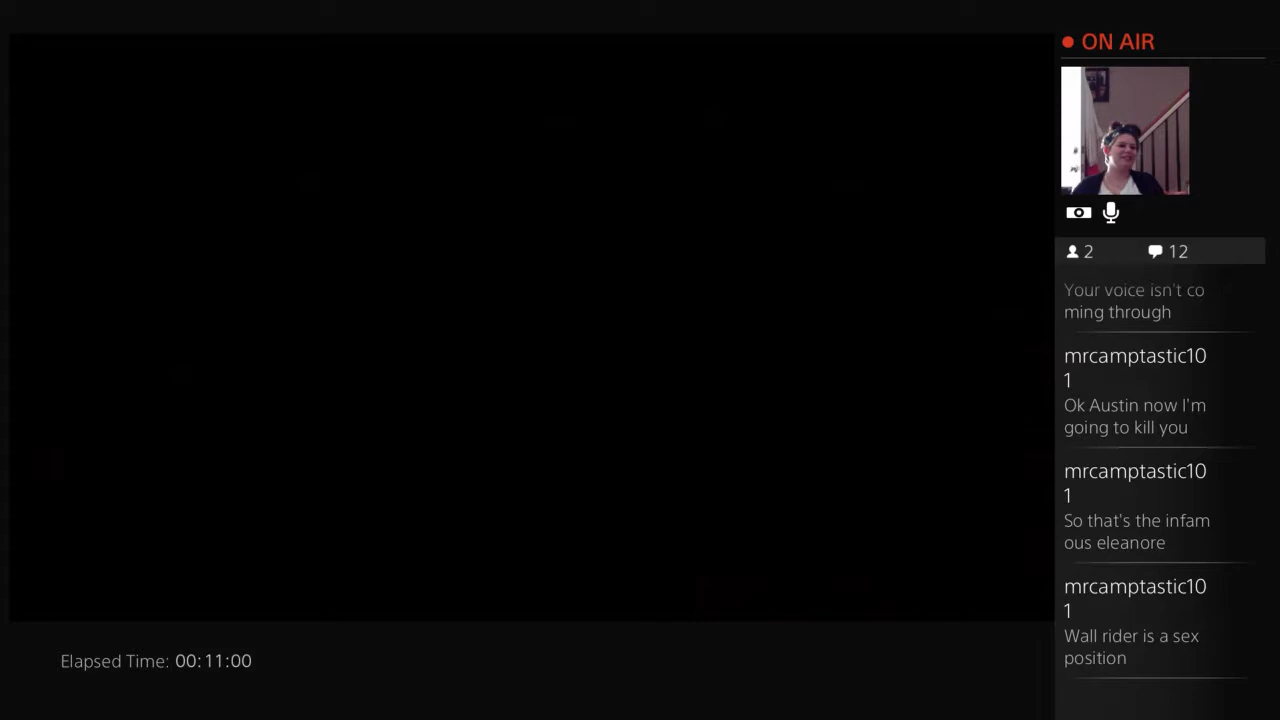 ON AIR
2 12
Your voice isn't co
ming through
mrcamptastic10
1
Ok Austin now I'm
going to kill you
mrcamptastic10
1
So that's the infam
ous eleanore
mrcamptastic10
1
Wall rider is a sex
position
Elapsed Time: 00:11:00